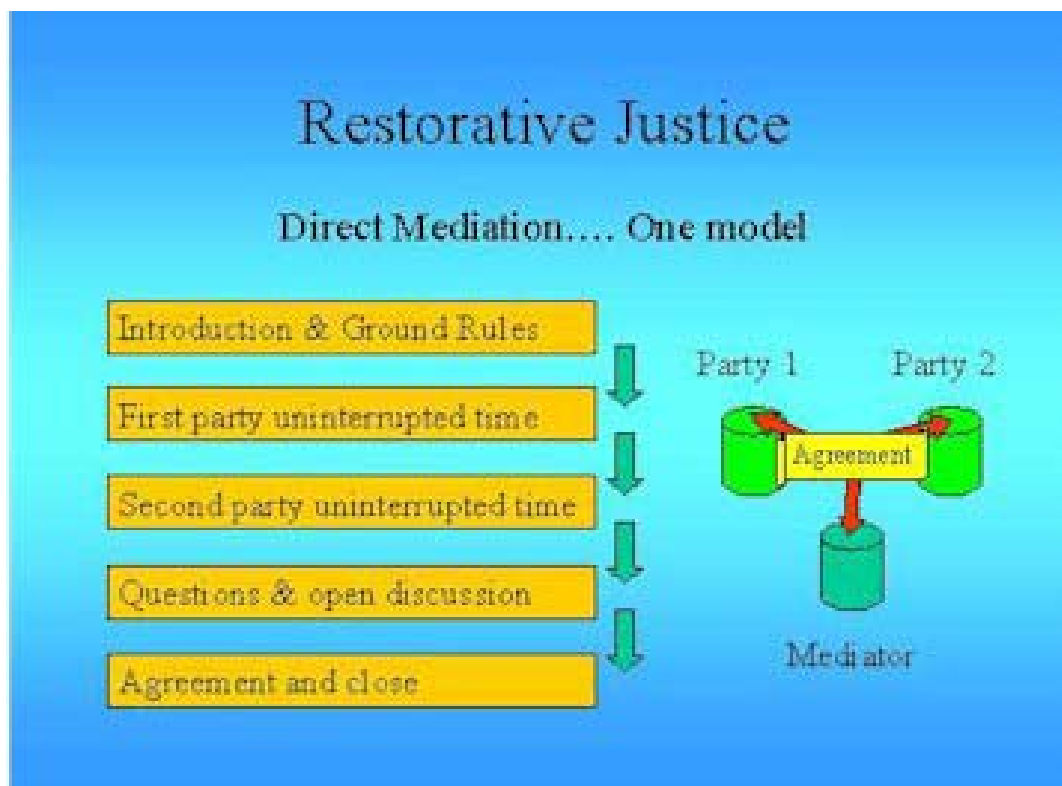 Restorative Justice
Direct Mediation.... One model
Introduction & Ground Rules
First party uninterrupted time
Second party uninterrupted time
Questions & open discussion
Agreement and close
Party 1
Party 2
Agreement
Mediator